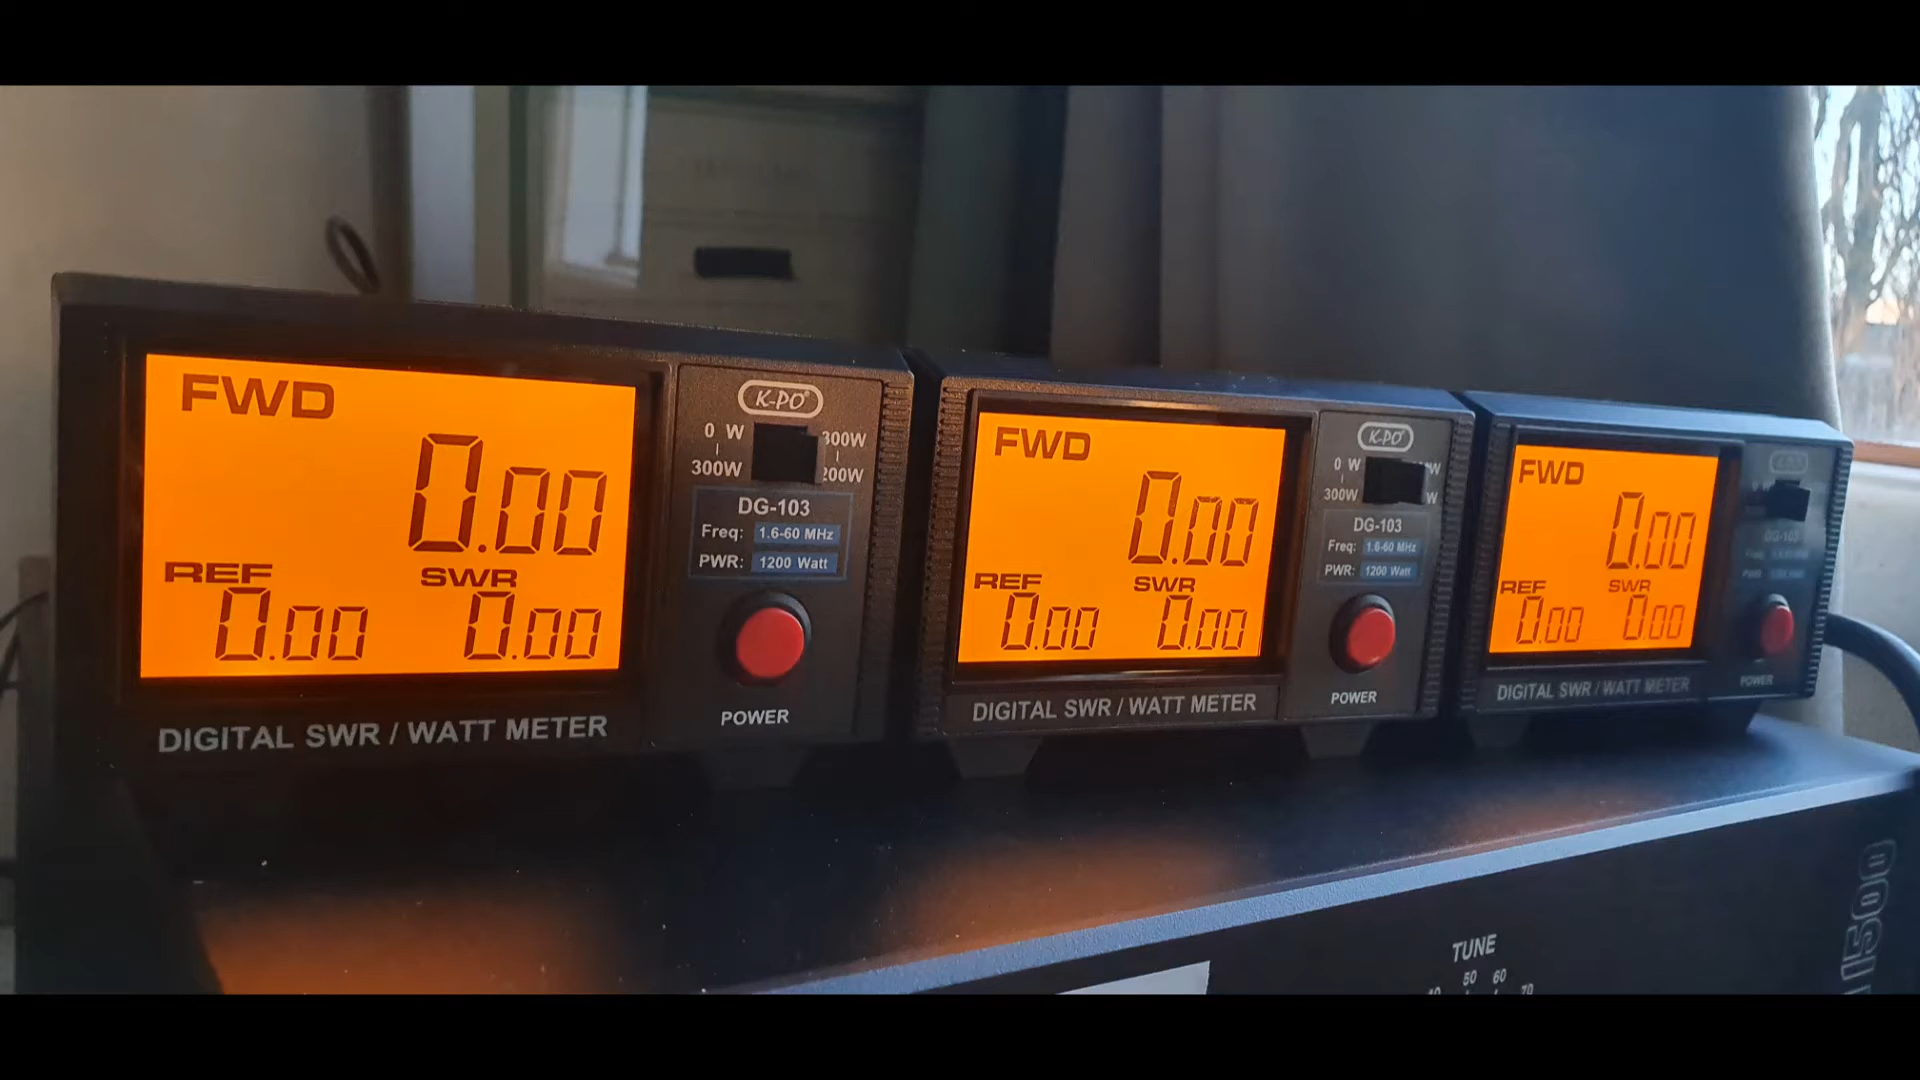 FWD
0.00
REF SWR
0.00 0.00
DIGITAL SWR / WATT METER
K-PO
0 W 300W
300W 200W
DG-103
Freq: 1.6-60 MHz
PWR: 1200 Watt
POWER
FWD
0.00
REF SWR
0.00 0.00
DIGITAL SWR / WATT METER
K-PO
0 W W
300W W
DG-103
Freq: 1.6-60 MHz
PWR: 1200 Watt
POWER
FWD
0.00
REF SWR
0.00 0.00
DIGITAL SWR / WATT METER
DG-103
POWER
TUNE
50 60
70
1500